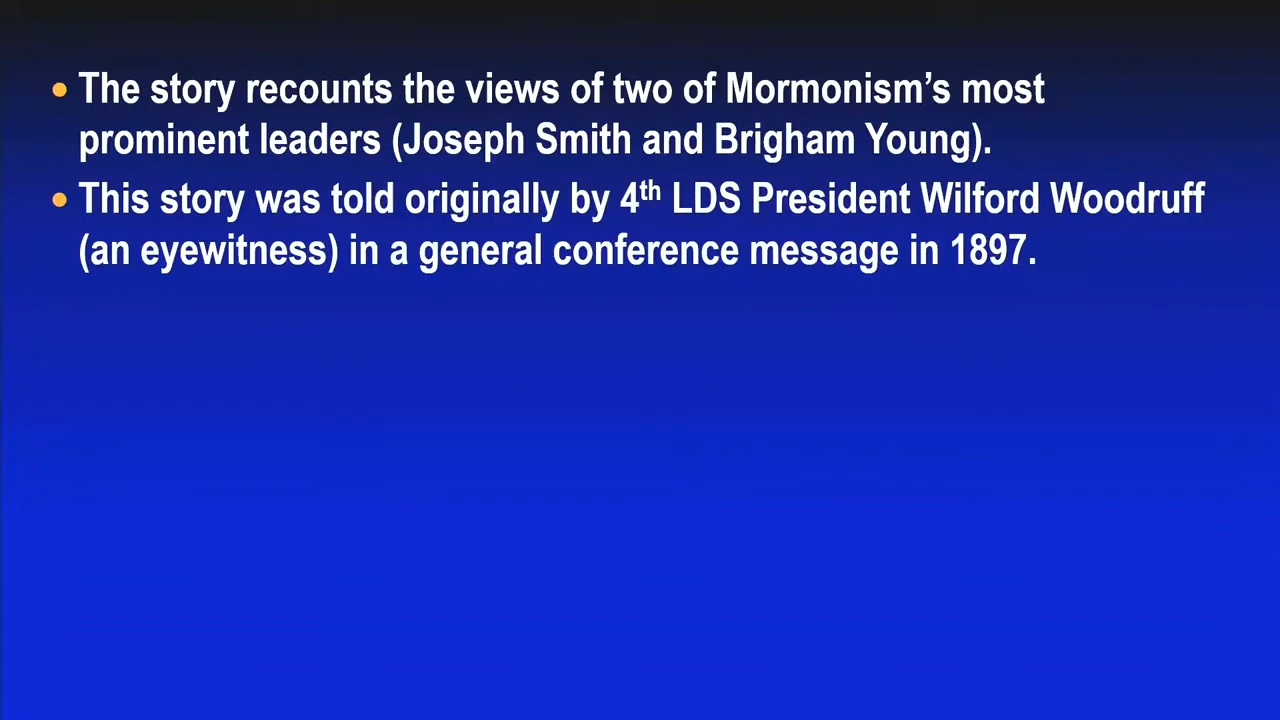 • The story recounts the views of two of Mormonism’s most
prominent leaders (Joseph Smith and Brigham Young).
• This story was told originally by 4th LDS President Wilford Woodruff
(an eyewitness) in a general conference message in 1897.